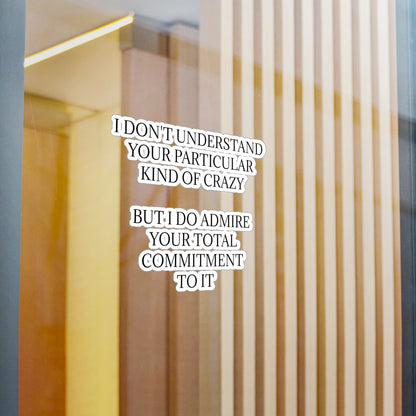 I DON'T UNDERSTAND
YOUR PARTICULAR
KIND OF CRAZY
BUT I DO ADMIRE
YOUR TOTAL
COMMITMENT
TO IT